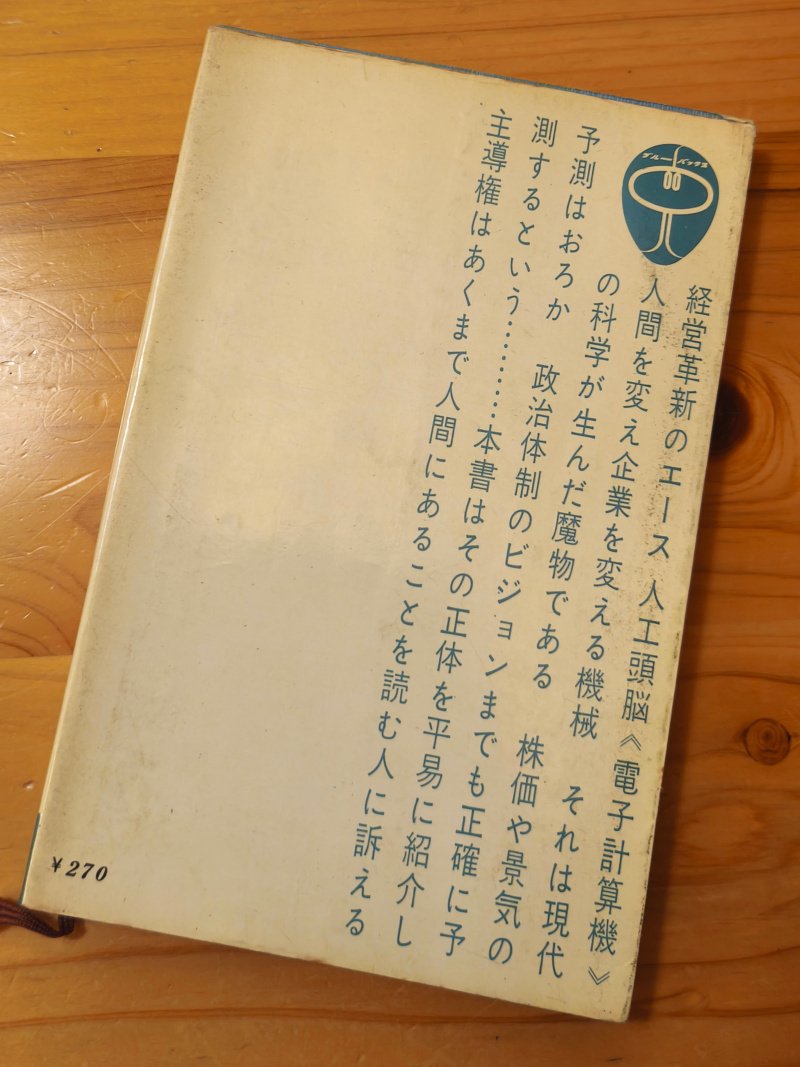 ブルーバックス
経営革新のエース 人工頭脳《電子計算機》
人間を変え企業を変える機械 それは現代
の科学が生んだ魔物である 株価や景気の
予測はおろか 政治体制のビジョンまでも正確に予
測するという………本書はその正体を平易に紹介し
主導権はあくまで人間にあることを読む人に訴える
¥270